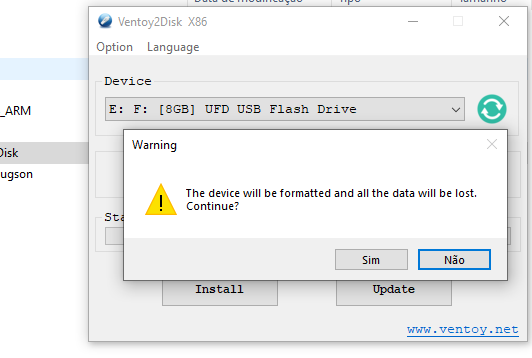 Data de modificação Tipo Tamanho
Ventoy2Disk X86
Option Language
_ARM
Device
E: F: [8GB] UFD USB Flash Drive
Disk
ugson
Warning
The device will be formatted and all the data will be lost.
Continue?
Sta
Sim Não
Install Update
www.ventoy.net